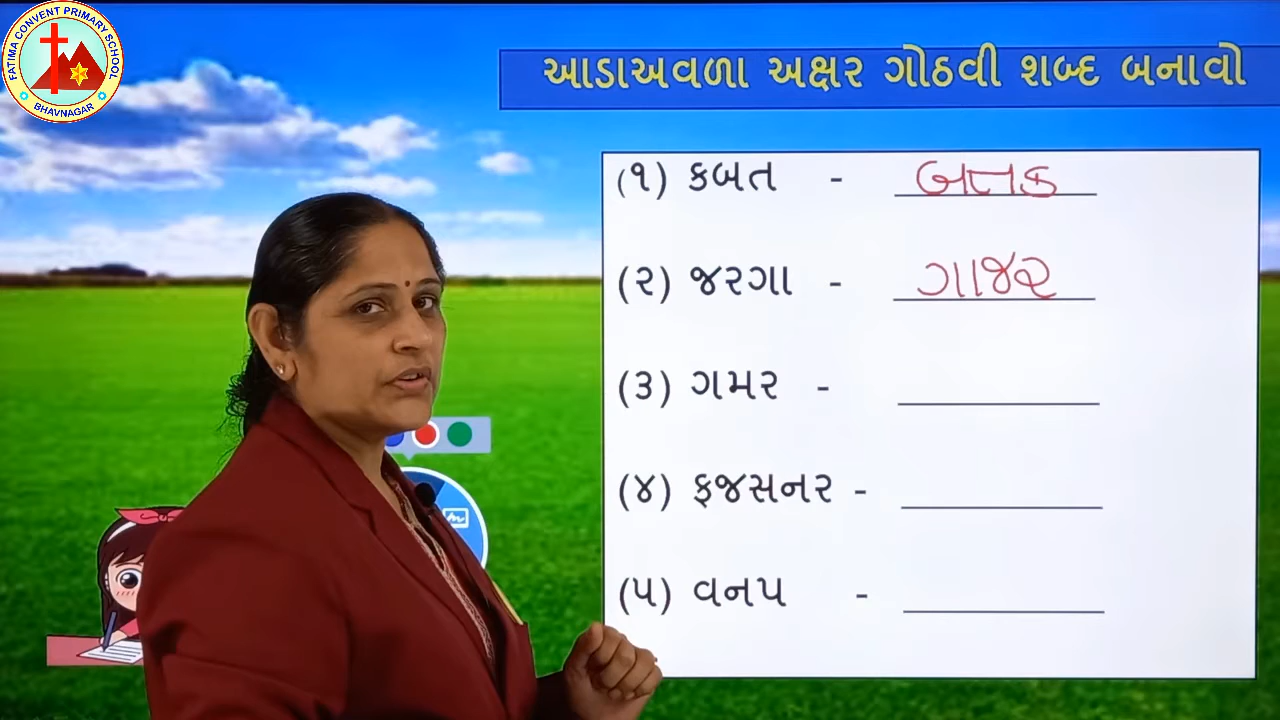 FATIMA CONVENT PRIMARY SCHOOL
BHAVNAGAR
આડાઅવળા અક્ષર ગોઠવી શબ્દ બનાવો
(૧) કબત - બતક
(૨) જરગા - ગાજર
(૩) ગમર - 
(૪) ફજસનર - 
(૫) વનપ -